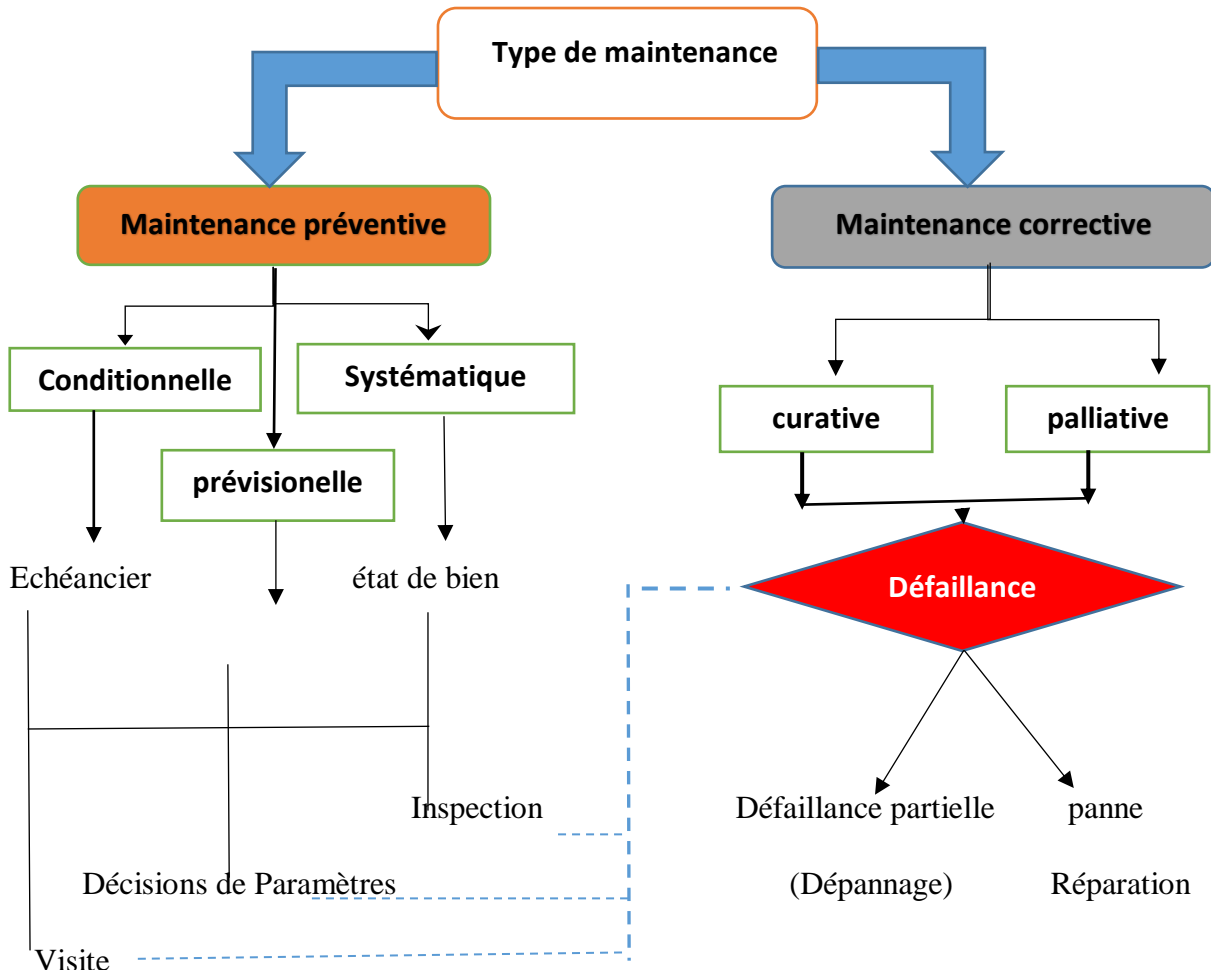 Type de maintenance
Maintenance préventive
Maintenance corrective
Conditionnelle
Systématique
prévisionelle
curative
palliative
Echéancier
état de bien
Défaillance
Inspection
Décisions de Paramètres
Visite
Défaillance partielle
(Dépannage)
panne
Réparation